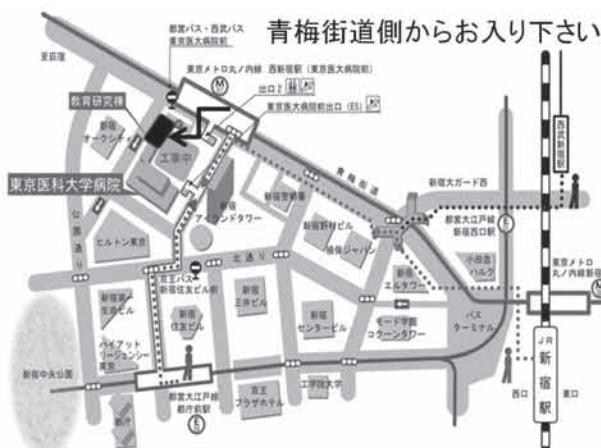 青梅街道側からお入り下さい
都営バス・西武バス
東京医大病院前
至荻窪
東京メトロ丸ノ内線 西新宿駅（東京医大病院前）
M
出口2
東京医大病院前出口（E5）
教育研究棟
新宿
オークシティ
工事中
東京医科大学病院
青梅街道
西武新宿駅
新宿大ガード西
新宿警察署
新宿
アイランドタワー
新宿野村ビル
損保ジャパン
都営大江戸線
新宿西口駅
E
公園通り
ヒルトン東京
北通り
小田急
ハルク
東京メトロ
丸ノ内線新宿
M
京王バス
新宿住友ビル前
新宿
エルタワー
新宿第一
生命ビル
新宿
三井ビル
新宿
住友ビル
新宿
センタービル
モード学園
コクーンタワー
バス
ターミナル
ハイアット
リージェンシー
東京
JR
新宿駅
新宿中央公園
西口
東口
都営大江戸線
都庁前駅
E
京王
プラザホテル
工学院大学
都庁